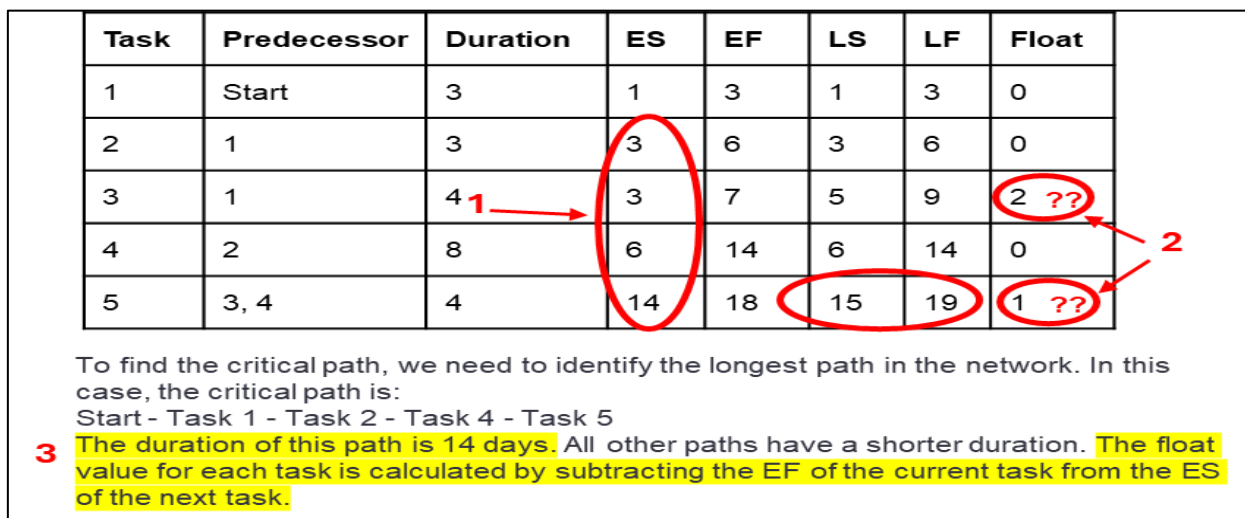 Task Predecessor Duration ES EF LS LF Float
1 Start 3 1 3 1 3 0
2 1 3 3 6 3 6 0
3 1 4 3 7 5 9 2 ??
1
2
4 2 8 6 14 6 14 0
5 3, 4 4 14 18 15 19 1 ??
To find the critical path, we need to identify the longest path in the network. In this
case, the critical path is:
Start - Task 1 - Task 2 - Task 4 - Task 5
3 The duration of this path is 14 days. All other paths have a shorter duration. The float
value for each task is calculated by subtracting the EF of the current task from the ES
of the next task.